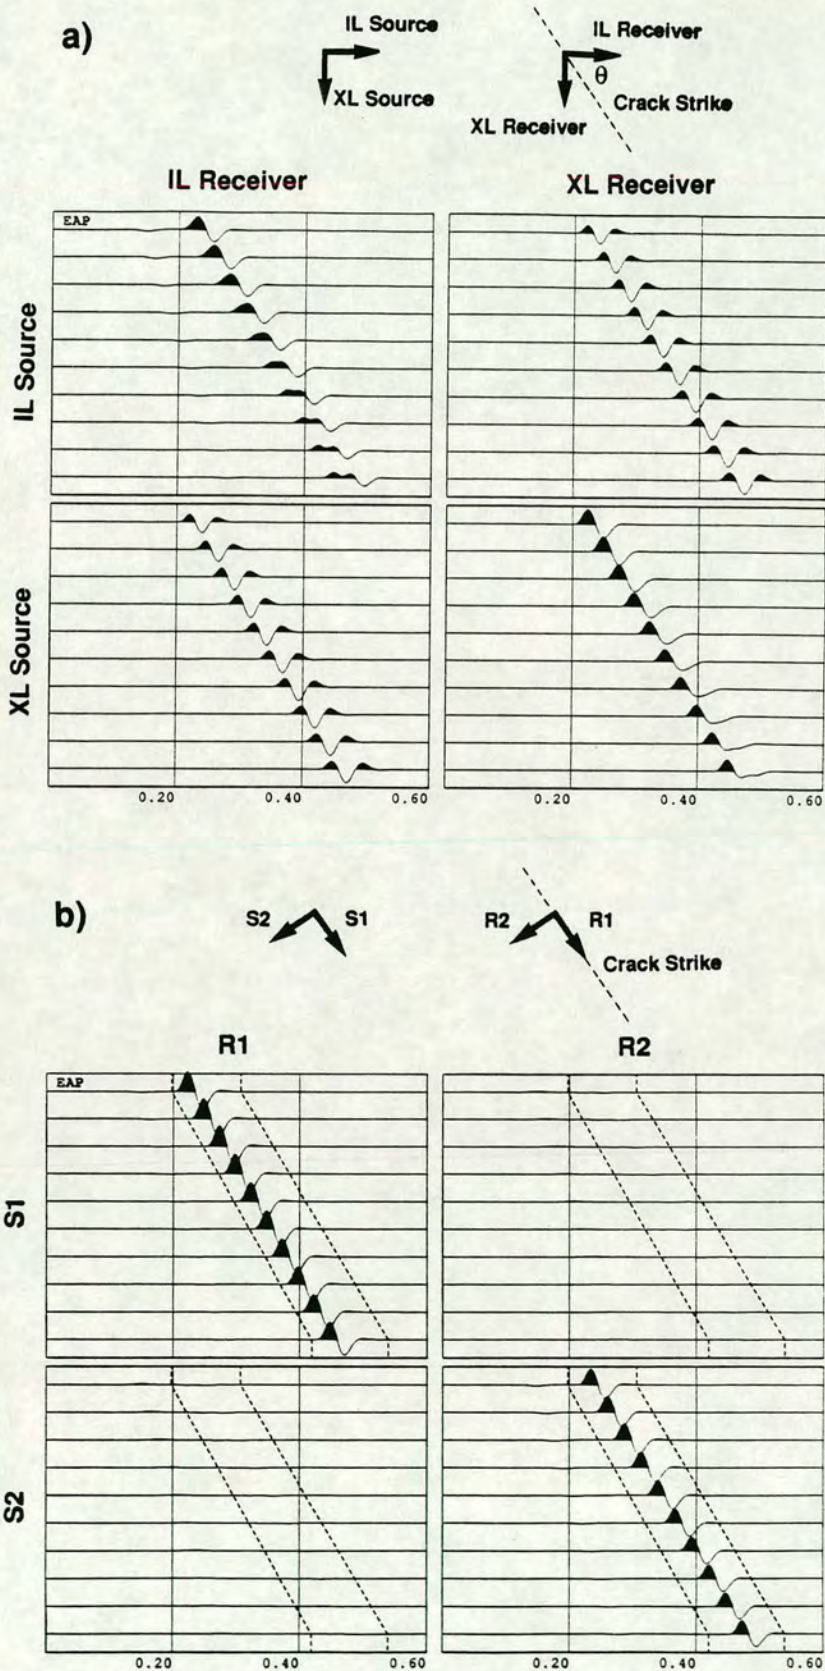 a)
IL Source
XL Source
IL Receiver
θ
XL Receiver
Crack Strike
IL Receiver
XL Receiver
IL Source
EAP
XL Source
0.20 0.40 0.60
0.20 0.40 0.60
b)
S2 S1
R2 R1
Crack Strike
R1
R2
S1
EAP
S2
0.20 0.40 0.60
0.20 0.40 0.60